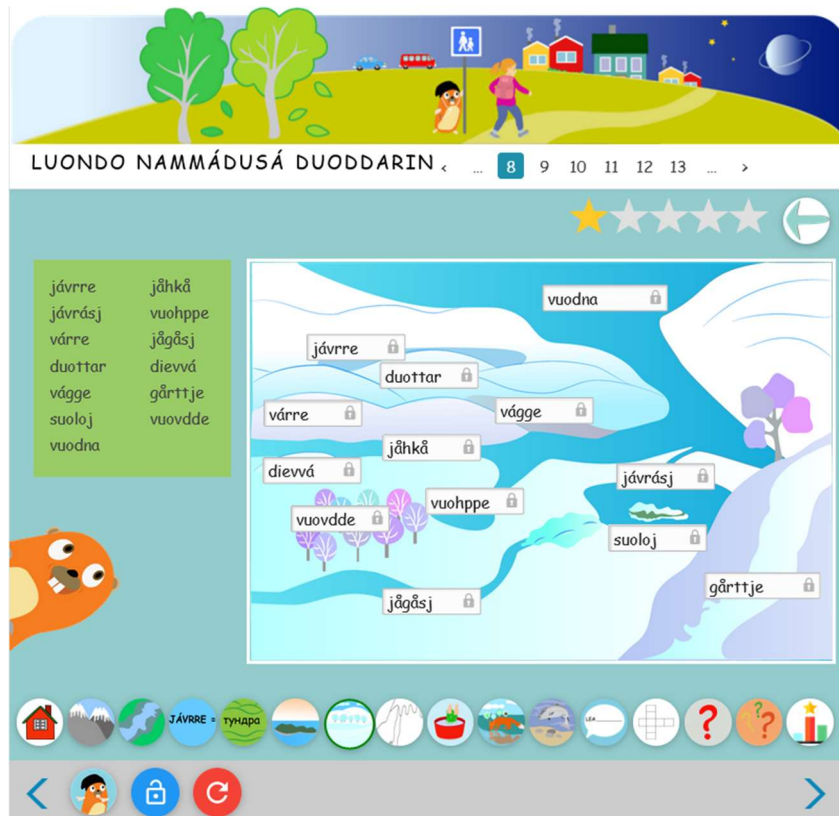 LUONDO NAMMÁDUSÁ DUODDARIN
‹ ... 8 9 10 11 12 13 ... ›
jávrre jåhkå
jávrásj vuohppe
várre jågåsj
duottar dievvá
vágge gårttje
suoloj vuovdde
vuodna
vuodna
jávrre
duottar
várre
vágge
jåhkå
dievvá
jávrásj
vuohppe
vuovdde
suoloj
gårttje
jågåsj
JÁVRRE =
тундра
LEA
? ? ? ?